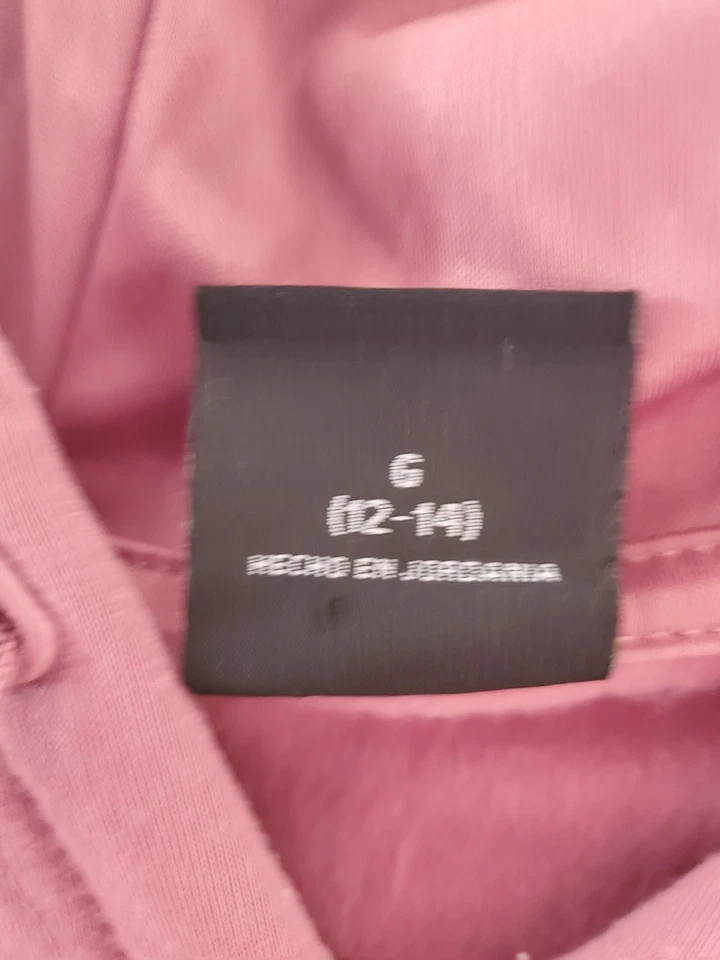 G
(12-14)
HECHO EN JORDANIA